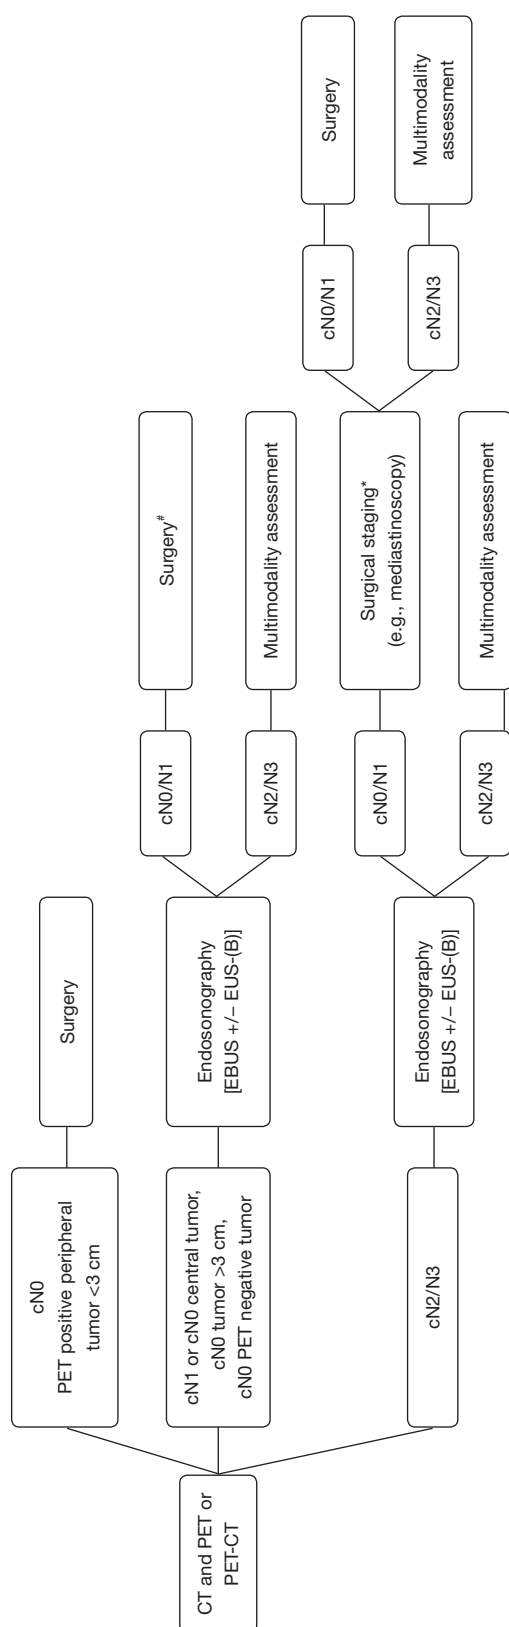 CT and PET or
PET-CT
cN0
PET positive peripheral
tumor <3 cm
Surgery
cN1 or cN0 central tumor,
cN0 tumor >3 cm,
cN0 PET negative tumor
Endosonography
[EBUS +/− EUS-(B)]
cN0/N1
Surgery#
cN2/N3
Multimodality assessment
cN2/N3
Endosonography
[EBUS +/− EUS-(B)]
cN0/N1
Surgical staging*
(e.g., mediastinoscopy)
cN0/N1
Surgery
cN2/N3
Multimodality
assessment
cN2/N3
Multimodality assessment